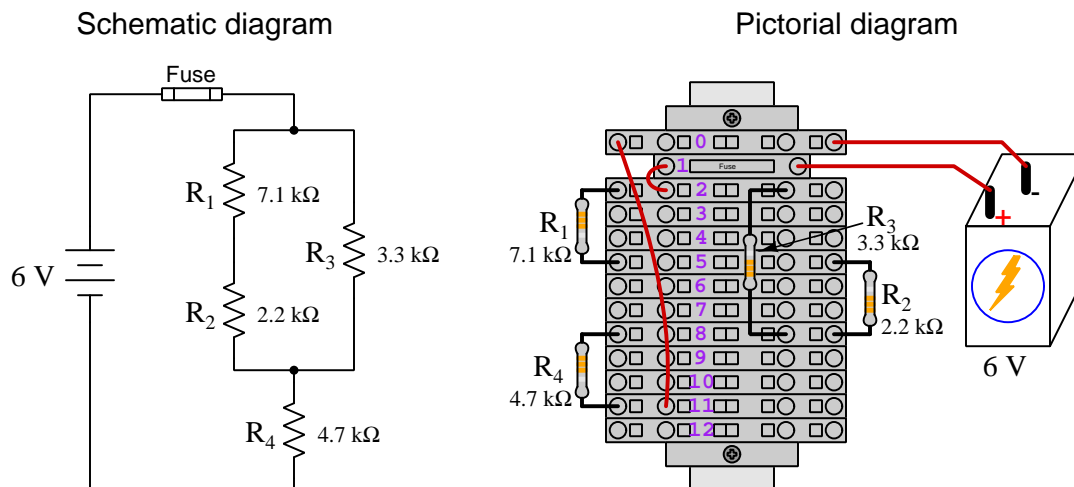 Schematic diagram
Fuse
R1
7.1 kΩ
R3
3.3 kΩ
6 V
R2
2.2 kΩ
R4
4.7 kΩ
Pictorial diagram
0
1
Fuse
2
3
4
5
6
7
8
9
10
11
12
R1
7.1 kΩ
R3
3.3 kΩ
R2
2.2 kΩ
R4
4.7 kΩ
-
+
6 V